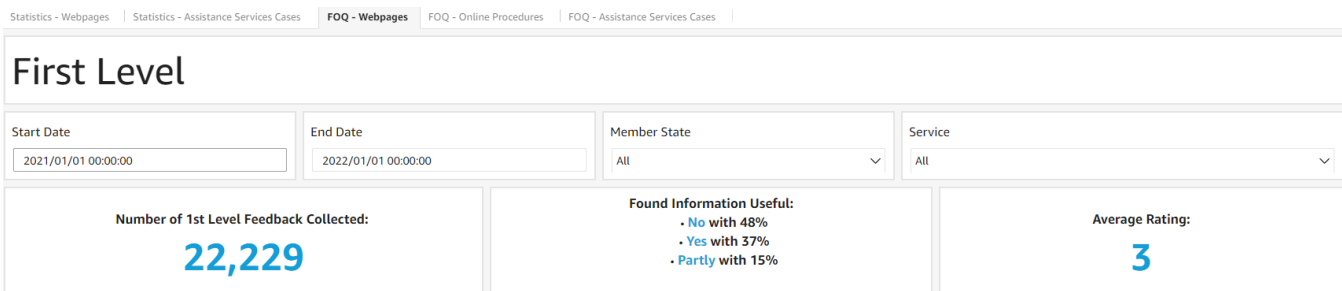 Statistics - Webpages
Statistics - Assistance Services Cases
FOQ - Webpages
FOQ - Online Procedures
FOQ - Assistance Services Cases
First Level
Start Date
2021/01/01 00:00:00
End Date
2022/01/01 00:00:00
Member State
All
Service
All
Number of 1st Level Feedback Collected:
22,229
Found Information Useful:
• No with 48%
• Yes with 37%
• Partly with 15%
Average Rating:
3